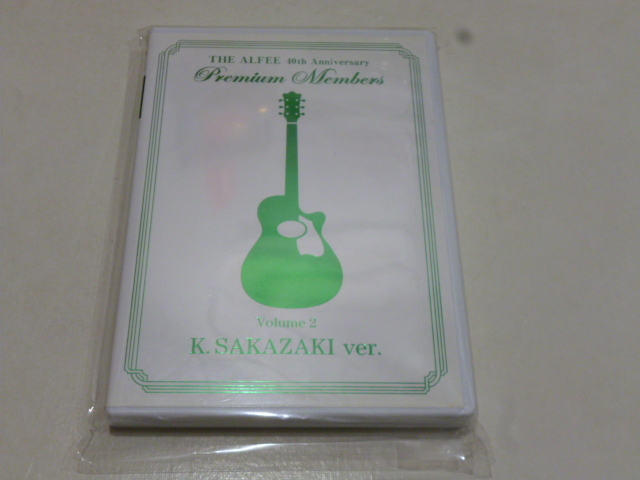 THE ALFEE 40th Anniversary
Premium Members
Volume 2
K. SAKAZAKI ver.